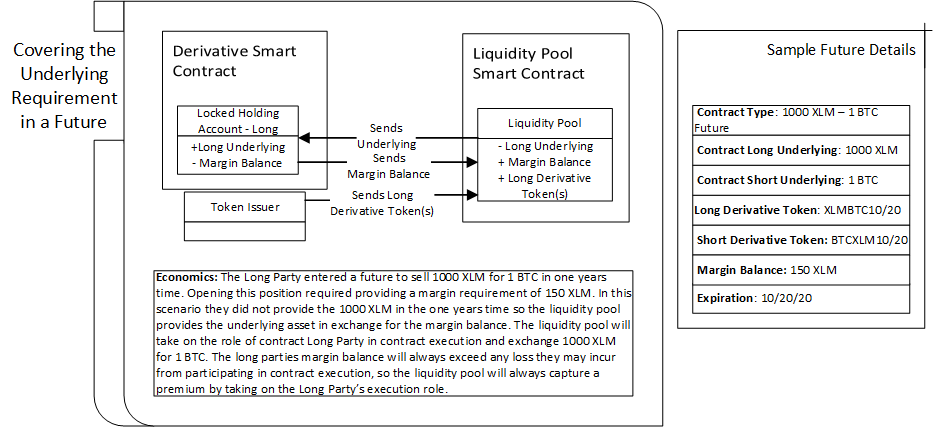 Covering the
Underlying
Requirement
in a Future
Derivative Smart
Contract
Locked Holding
Account - Long
+Long Underlying
- Margin Balance
Token Issuer
Sends
Underlying
Sends
Margin Balance
Sends Long
Derivative Token(s)
Liquidity Pool
Smart Contract
Liquidity Pool
- Long Underlying
+ Margin Balance
+ Long Derivative
Token(s)
Economics: The Long Party entered a future to sell 1000 XLM for 1 BTC in one years
time. Opening this position required providing a margin requirement of 150 XLM. In this
scenario they did not provide the 1000 XLM in the one years time so the liquidity pool
provides the underlying asset in exchange for the margin balance. The liquidity pool will
take on the role of contract Long Party in contract execution and exchange 1000 XLM
for 1 BTC. The long parties margin balance will always exceed any loss they may incur
from participating in contract execution, so the liquidity pool will always capture a
premium by taking on the Long Party’s execution role.
Sample Future Details
Contract Type: 1000 XLM – 1 BTC
Future
Contract Long Underlying: 1000 XLM
Contract Short Underlying: 1 BTC
Long Derivative Token: XLMBTC10/20
Short Derivative Token: BTCXLM10/20
Margin Balance: 150 XLM
Expiration: 10/20/20